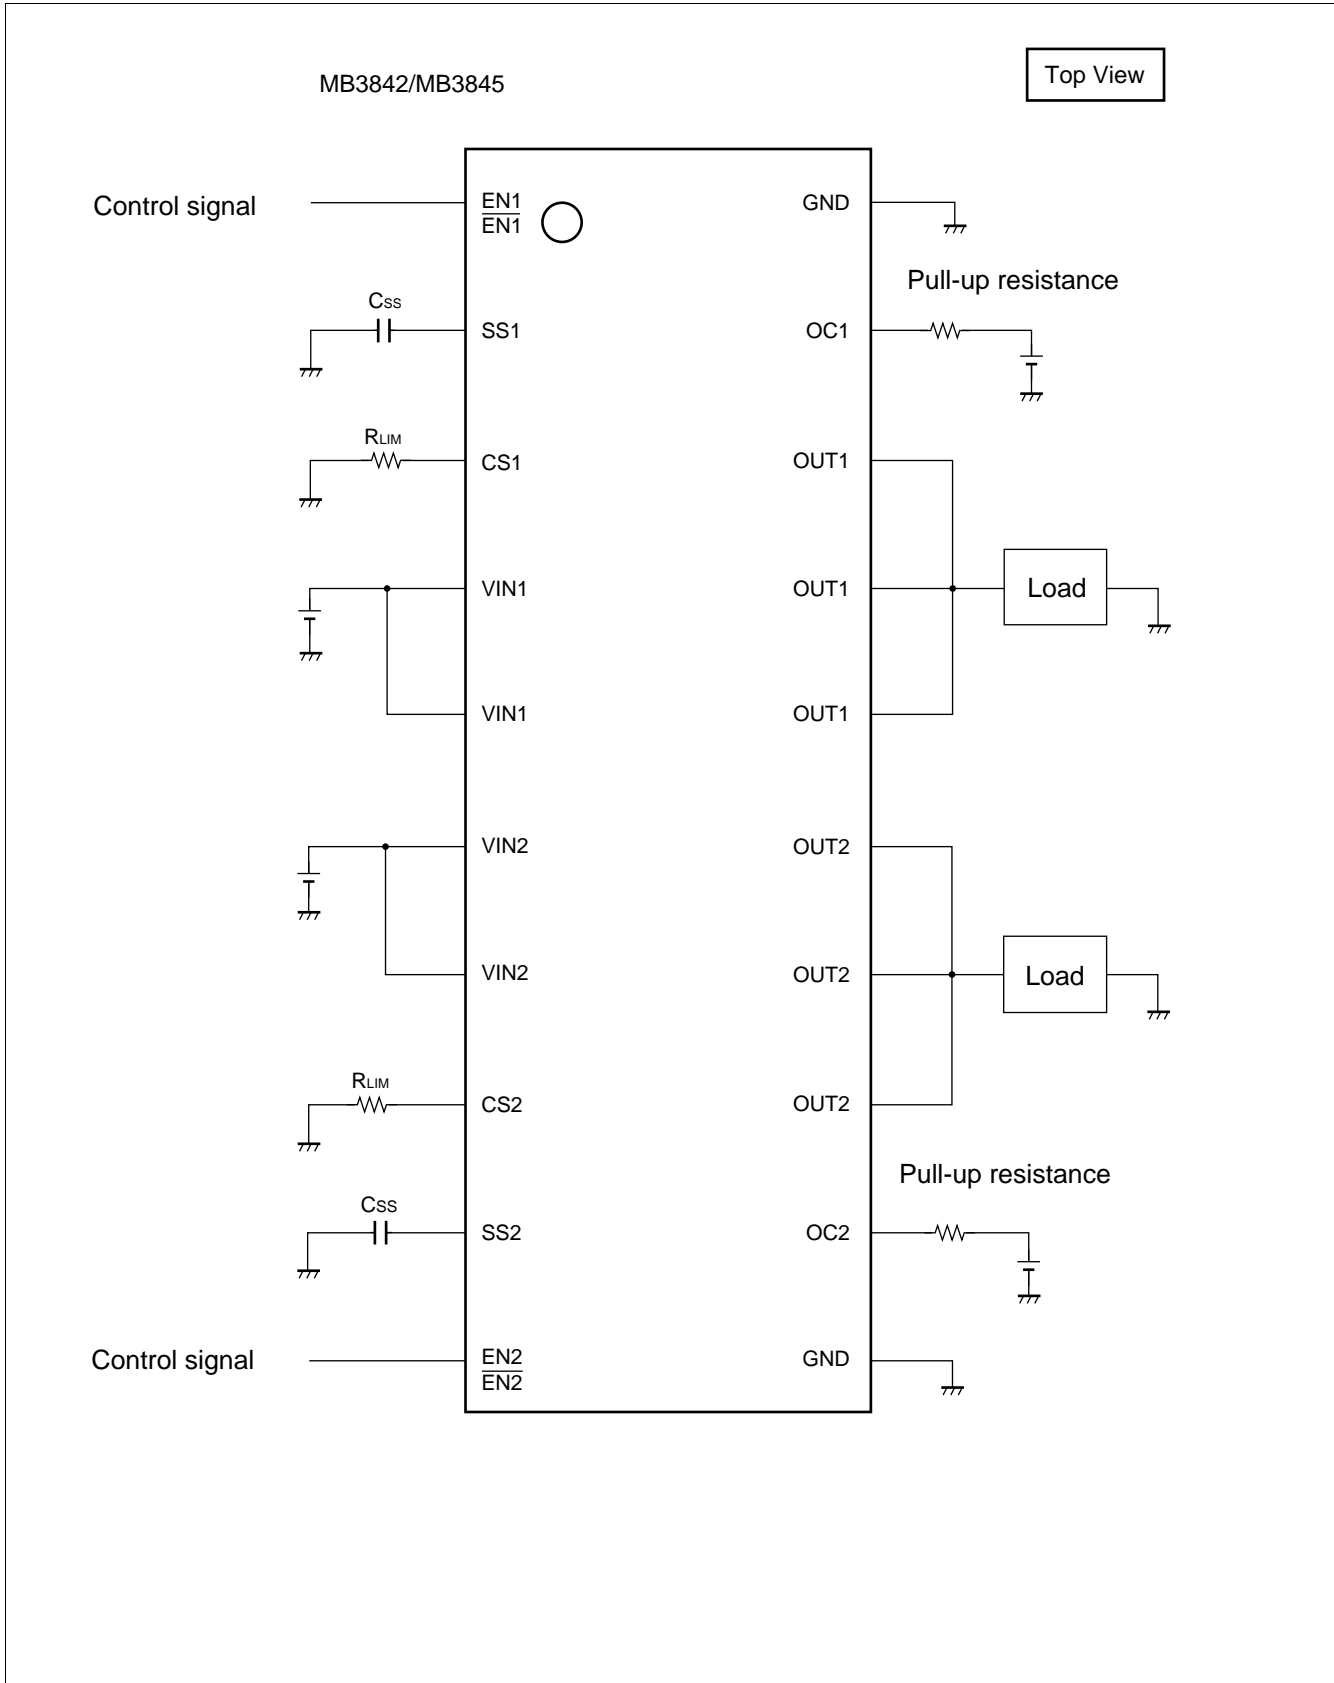 MB3842/MB3845
Top View
Control signal
EN1
EN1
GND
Pull-up resistance
CSS
SS1
OC1
RLIM
CS1
OUT1
VIN1
OUT1
Load
VIN1
OUT1
VIN2
OUT2
VIN2
OUT2
Load
RLIM
CS2
OUT2
Pull-up resistance
CSS
SS2
OC2
Control signal
EN2
EN2
GND